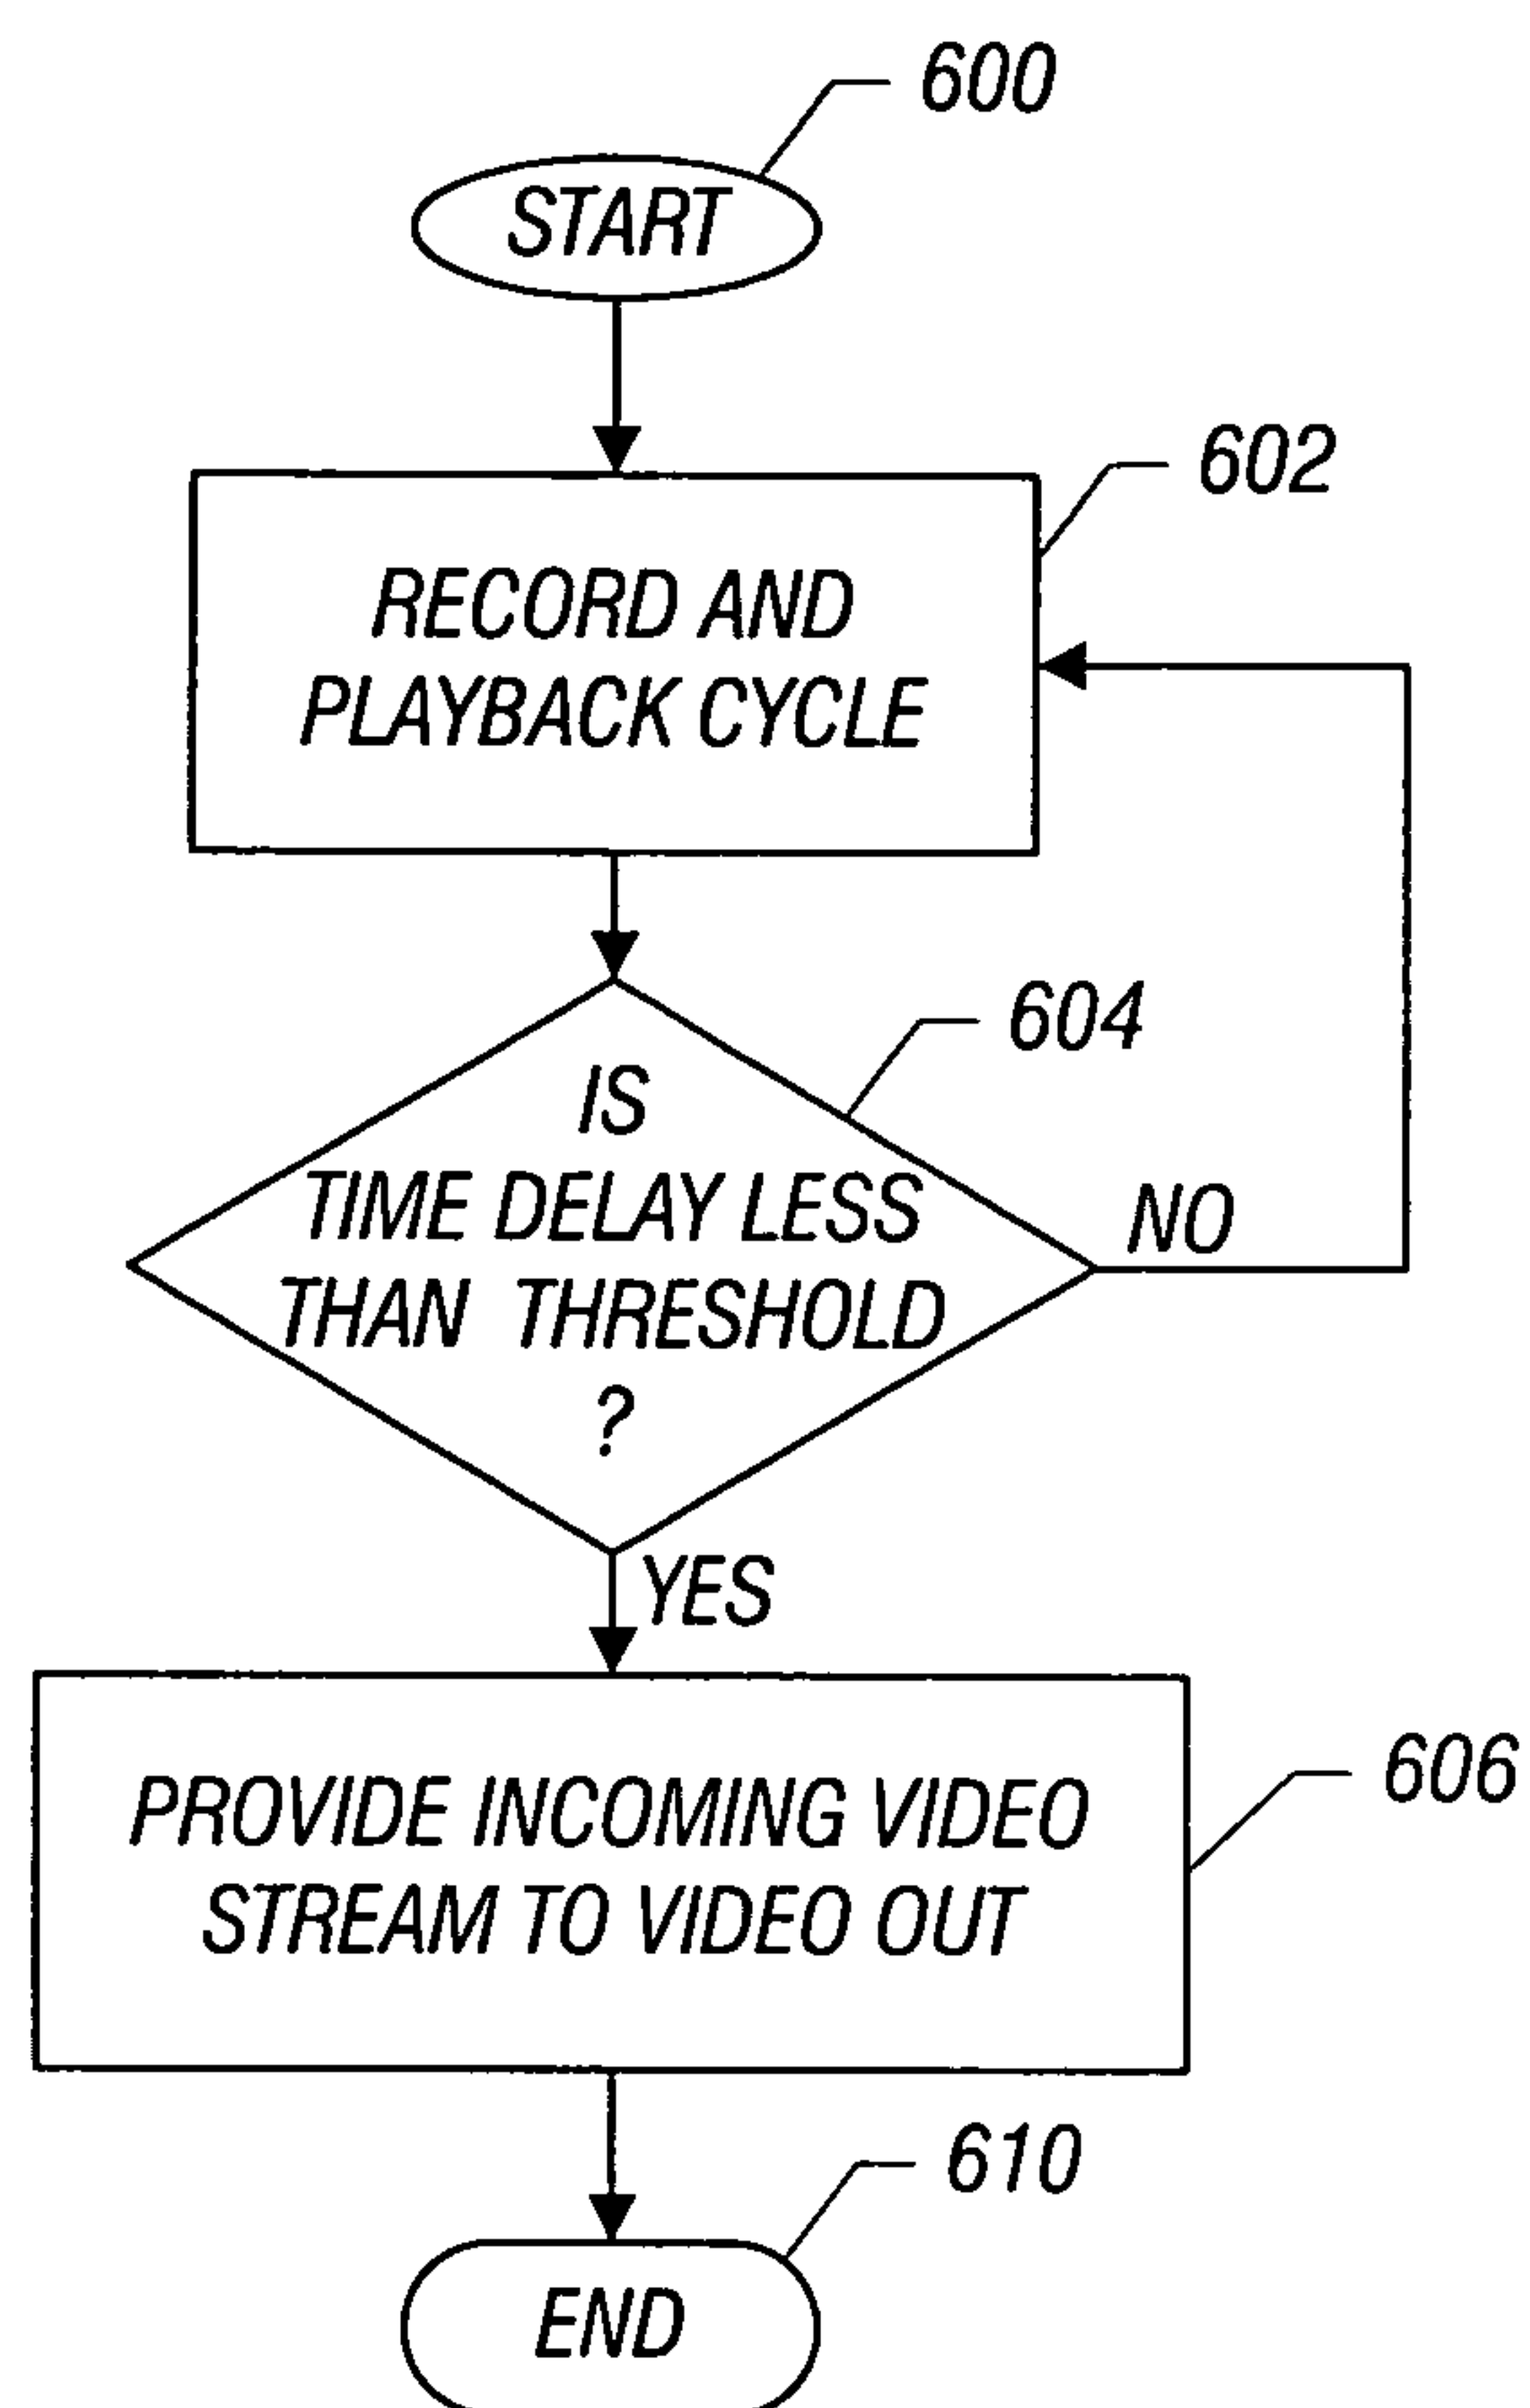 600
START
602
RECORD AND
PLAYBACK CYCLE
604
IS
TIME DELAY LESS
THAN THRESHOLD
?
NO
YES
606
PROVIDE INCOMING VIDEO
STREAM TO VIDEO OUT
610
END